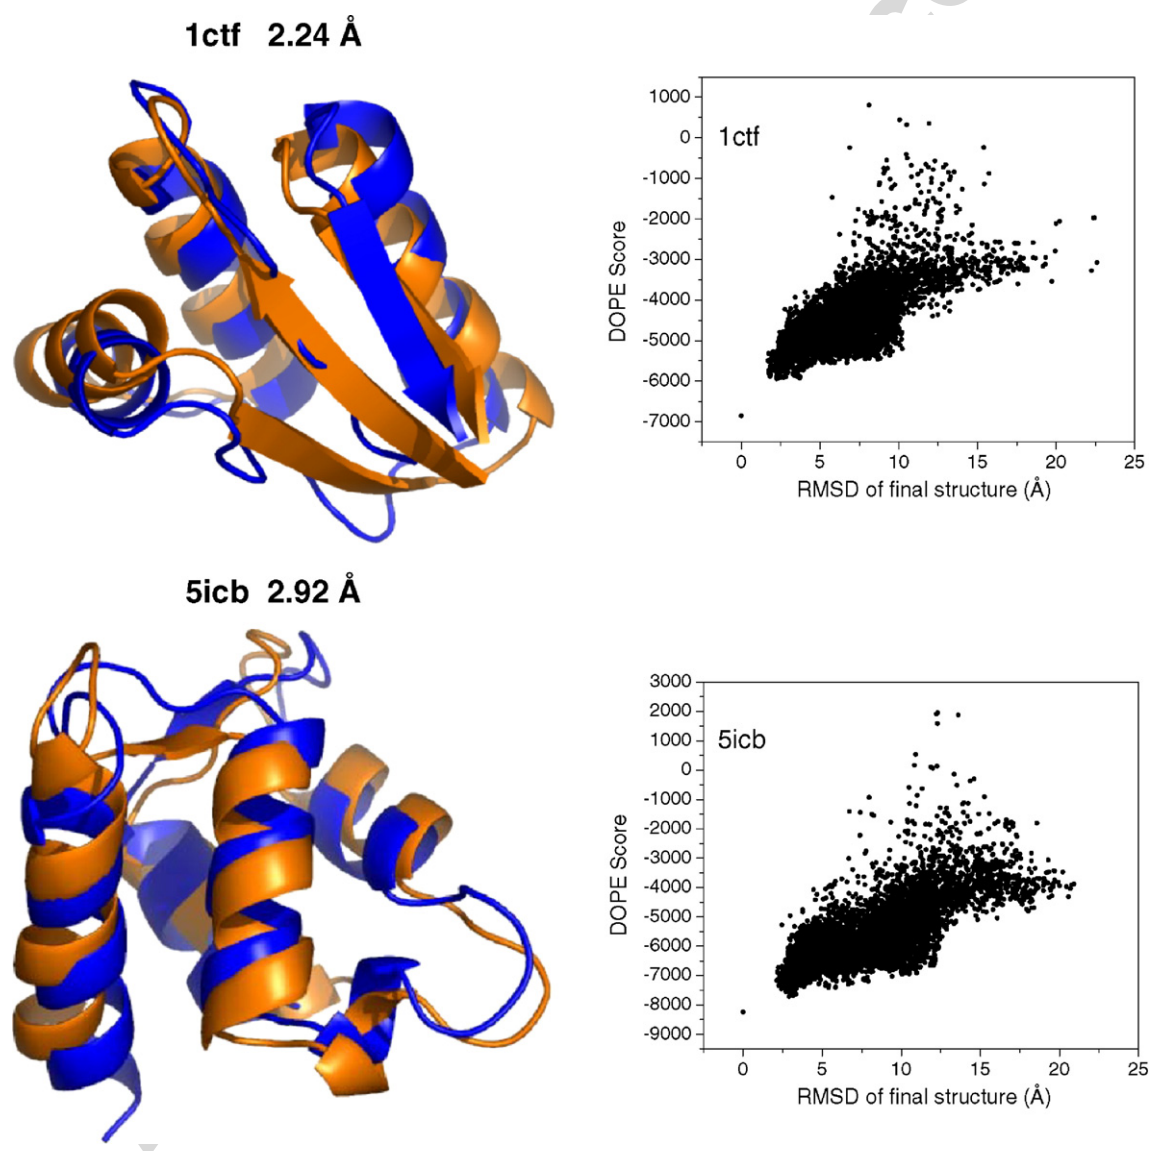 1ctf 2.24 Å
1000
0
-1000
-2000
-3000
-4000
-5000
-6000
-7000
DOPE Score
1ctf
0 5 10 15 20 25
RMSD of final structure (Å)
5icb 2.92 Å
3000
2000
1000
0
-1000
-2000
-3000
-4000
-5000
-6000
-7000
-8000
-9000
DOPE Score
5icb
0 5 10 15 20 25
RMSD of final structure (Å)